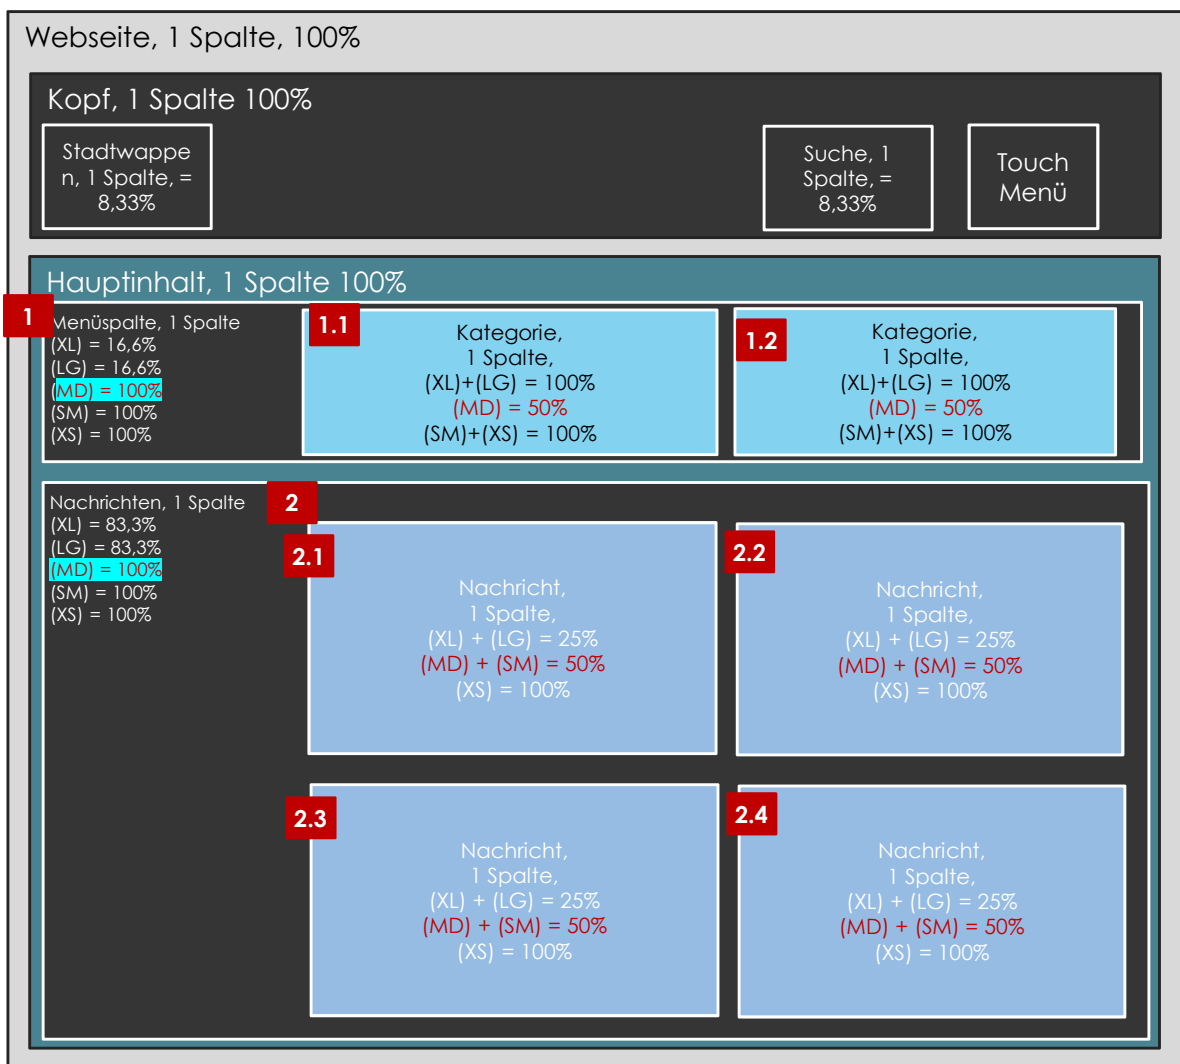 Webseite, 1 Spalte, 100%
Kopf, 1 Spalte 100%
Stadtwappe
n, 1 Spalte, =
8,33%
Suche, 1
Spalte, =
8,33%
Touch
Menü
Hauptinhalt, 1 Spalte 100%
1
Menüspalte, 1 Spalte
(XL) = 16,6%
(LG) = 16,6%
(MD) = 100%
(SM) = 100%
(XS) = 100%
1.1
Kategorie,
1 Spalte,
(XL)+(LG) = 100%
(MD) = 50%
(SM)+(XS) = 100%
1.2
Kategorie,
1 Spalte,
(XL)+(LG) = 100%
(MD) = 50%
(SM)+(XS) = 100%
Nachrichten, 1 Spalte
(XL) = 83,3%
(LG) = 83,3%
(MD) = 100%
(SM) = 100%
(XS) = 100%
2
2.1
Nachricht,
1 Spalte,
(XL) + (LG) = 25%
(MD) + (SM) = 50%
(XS) = 100%
2.2
Nachricht,
1 Spalte,
(XL) + (LG) = 25%
(MD) + (SM) = 50%
(XS) = 100%
2.3
Nachricht,
1 Spalte,
(XL) + (LG) = 25%
(MD) + (SM) = 50%
(XS) = 100%
2.4
Nachricht,
1 Spalte,
(XL) + (LG) = 25%
(MD) + (SM) = 50%
(XS) = 100%